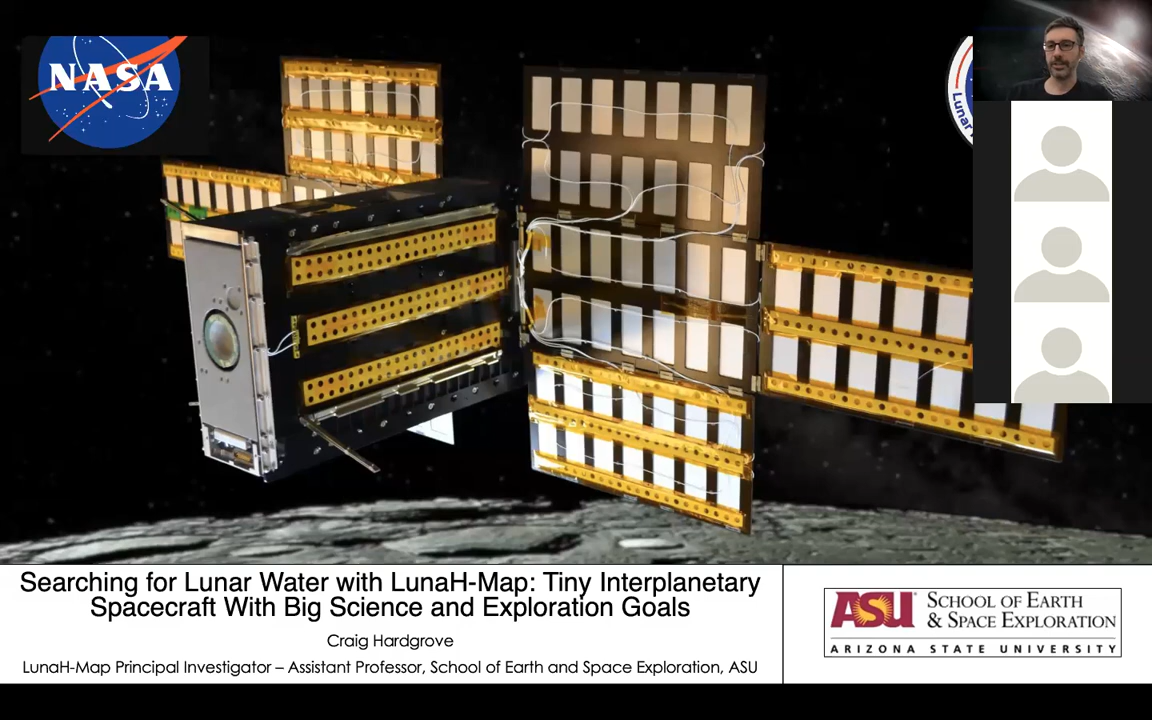 NASA
Lunar
Searching for Lunar Water with LunaH-Map: Tiny Interplanetary
Spacecraft With Big Science and Exploration Goals
Craig Hardgrove
LunaH-Map Principal Investigator – Assistant Professor, School of Earth and Space Exploration, ASU
ASU SCHOOL OF EARTH
& SPACE EXPLORATION
ARIZONA STATE UNIVERSITY